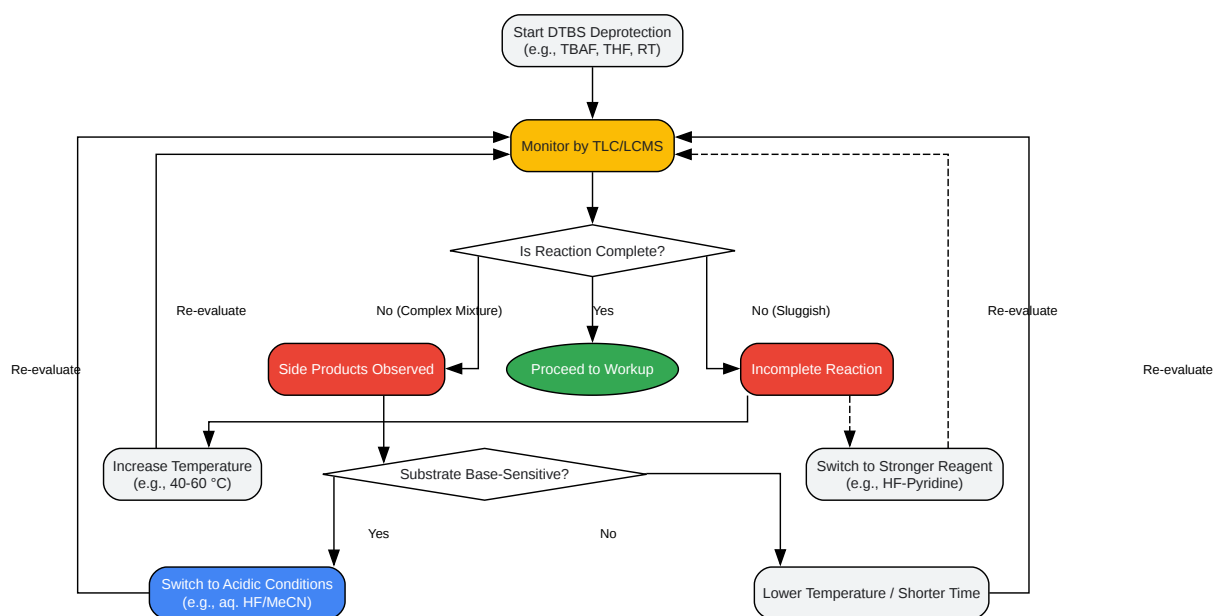 Start DTBS Deprotection
(e.g., TBAF, THF, RT)
Monitor by TLC/LCMS
Is Reaction Complete?
Re-evaluate
No (Complex Mixture)
Yes
No (Sluggish)
Re-evaluate
Re-evaluate
Side Products Observed
Proceed to Workup
Incomplete Reaction
Re-evaluate
Increase Temperature
(e.g., 40-60 °C)
Substrate Base-Sensitive?
Switch to Stronger Reagent
(e.g., HF-Pyridine)
Yes
No
Switch to Acidic Conditions
(e.g., aq. HF/MeCN)
Lower Temperature / Shorter Time